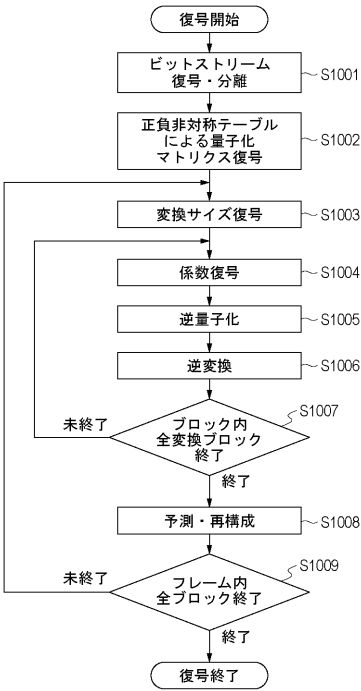 復号開始
ビットストリーム
復号・分離
S1001
正負非対称テーブル
による量子化
マトリクス復号
S1002
変換サイズ復号
S1003
係数復号
S1004
逆量子化
S1005
逆変換
S1006
ブロック内
全変換ブロック
終了
S1007
未終了
終了
予測・再構成
S1008
フレーム内
全ブロック終了
S1009
未終了
終了
復号終了